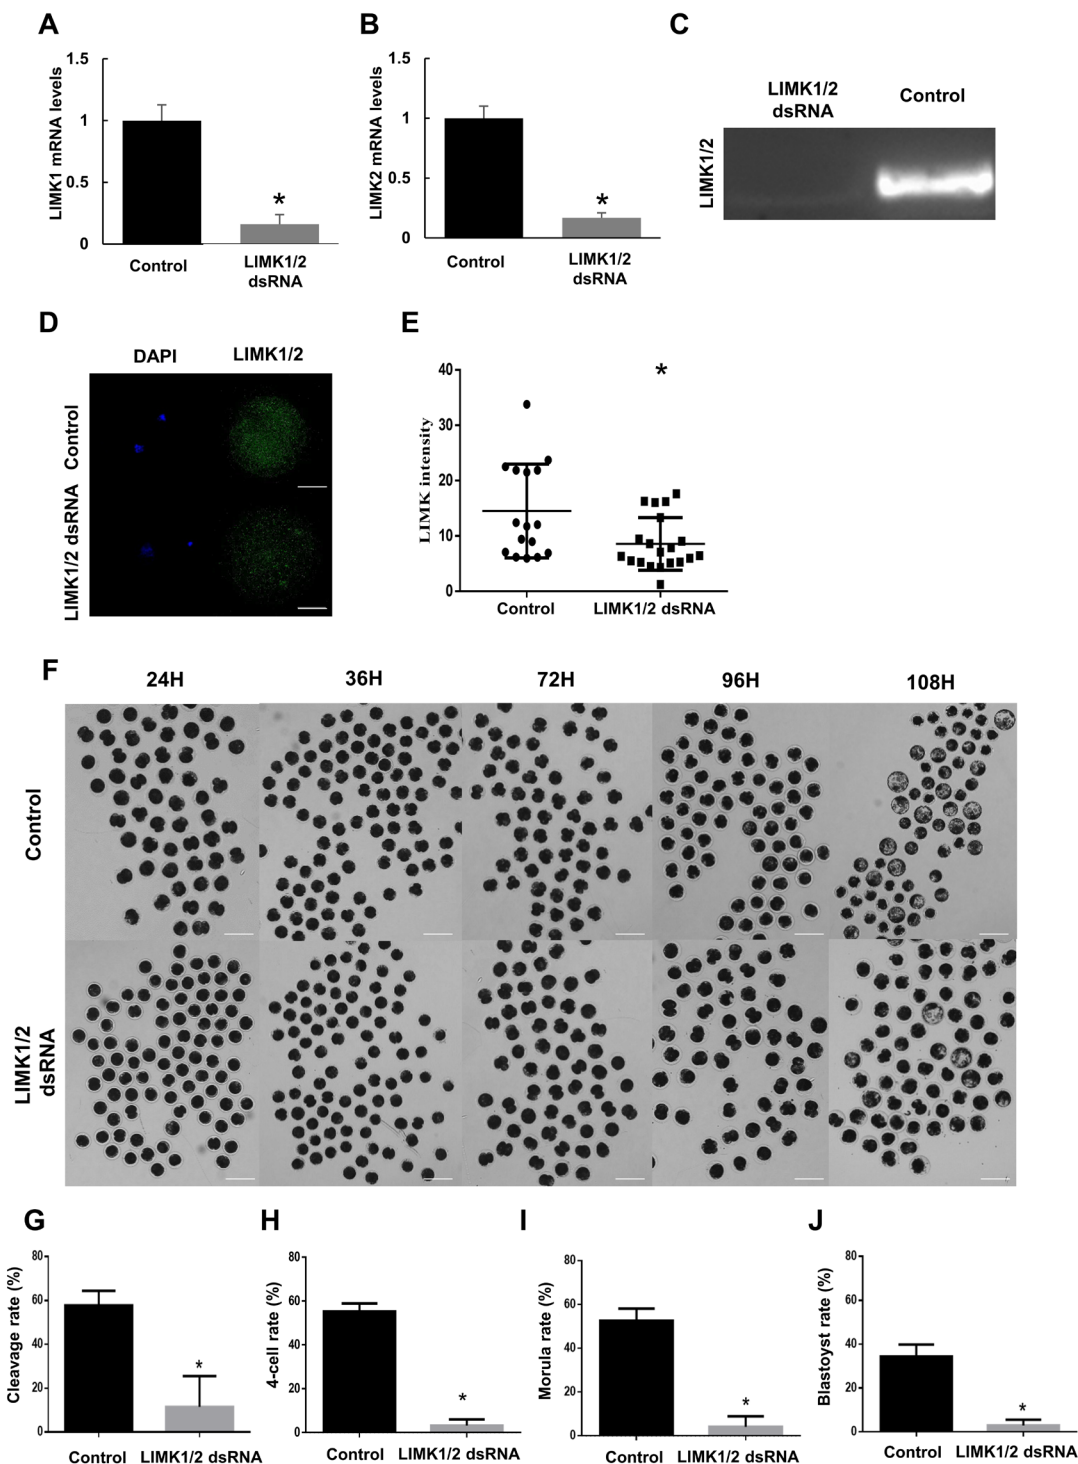 A
B
C
1.5
1
0.5
0
LIMK1 mRNA levels
*
Control
LIMK1/2
dsRNA
1.5
1
0.5
0
LIMK2 mRNA levels
*
Control
LIMK1/2
dsRNA
LIMK1/2
dsRNA
Control
LIMK1/2
D
E
DAPI
LIMK1/2
Control
LIMK1/2 dsRNA
40
30
20
10
0
LIMK intensity
*
Control
LIMK1/2 dsRNA
F
24H
36H
72H
96H
108H
Control
LIMK1/2
dsRNA
G
H
I
J
80
60
40
20
0
Cleavage rate (%)
*
Control
LIMK1/2 dsRNA
80
60
40
20
0
4-cell rate (%)
*
Control
LIMK1/2 dsRNA
80
60
40
20
0
Morula rate (%)
*
Control
LIMK1/2 dsRNA
80
60
40
20
0
Blastoyst rate (%)
*
Control
LIMK1/2 dsRNA